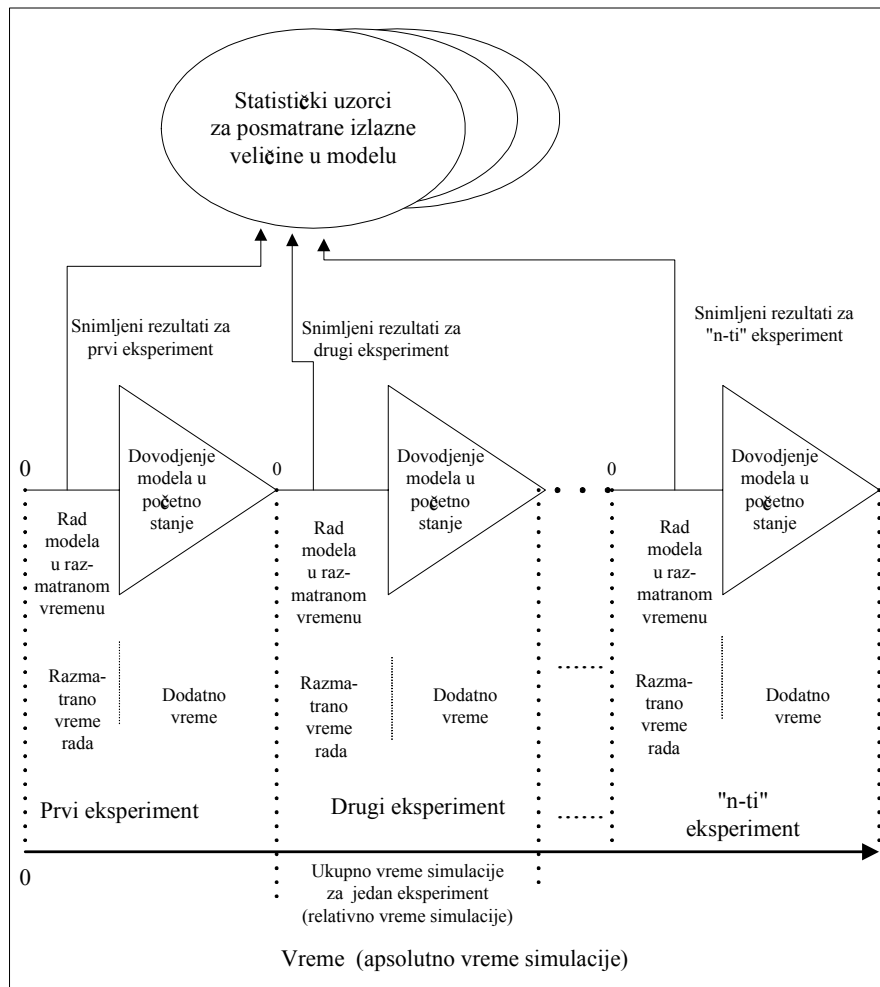 Statistički uzorci
za posmatrane izlazne
veličine u modelu
Snimljeni rezultati za
prvi eksperiment
Snimljeni rezultati za
drugi eksperiment
Snimljeni rezultati za
"n-ti" eksperiment
0
Dovodjenje
modela u
početno
stanje
0
Dovodjenje
modela u
početno
stanje
0
Dovodjenje
modela u
početno
stanje
Rad
modela
u raz-
matranom
vremenu
Rad
modela
u raz-
matranom
vremenu
Rad
modela
u raz-
matranom
vremenu
Razma-
trano
vreme
rada
Dodatno
vreme
Razma-
trano
vreme
rada
Dodatno
vreme
Razma-
trano
vreme
rada
Dodatno
vreme
Prvi eksperiment
Drugi eksperiment
"n-ti"
eksperiment
0
Ukupno vreme simulacije
za jedan eksperiment
(relativno vreme simulacije)
Vreme (apsolutno vreme simulacije)